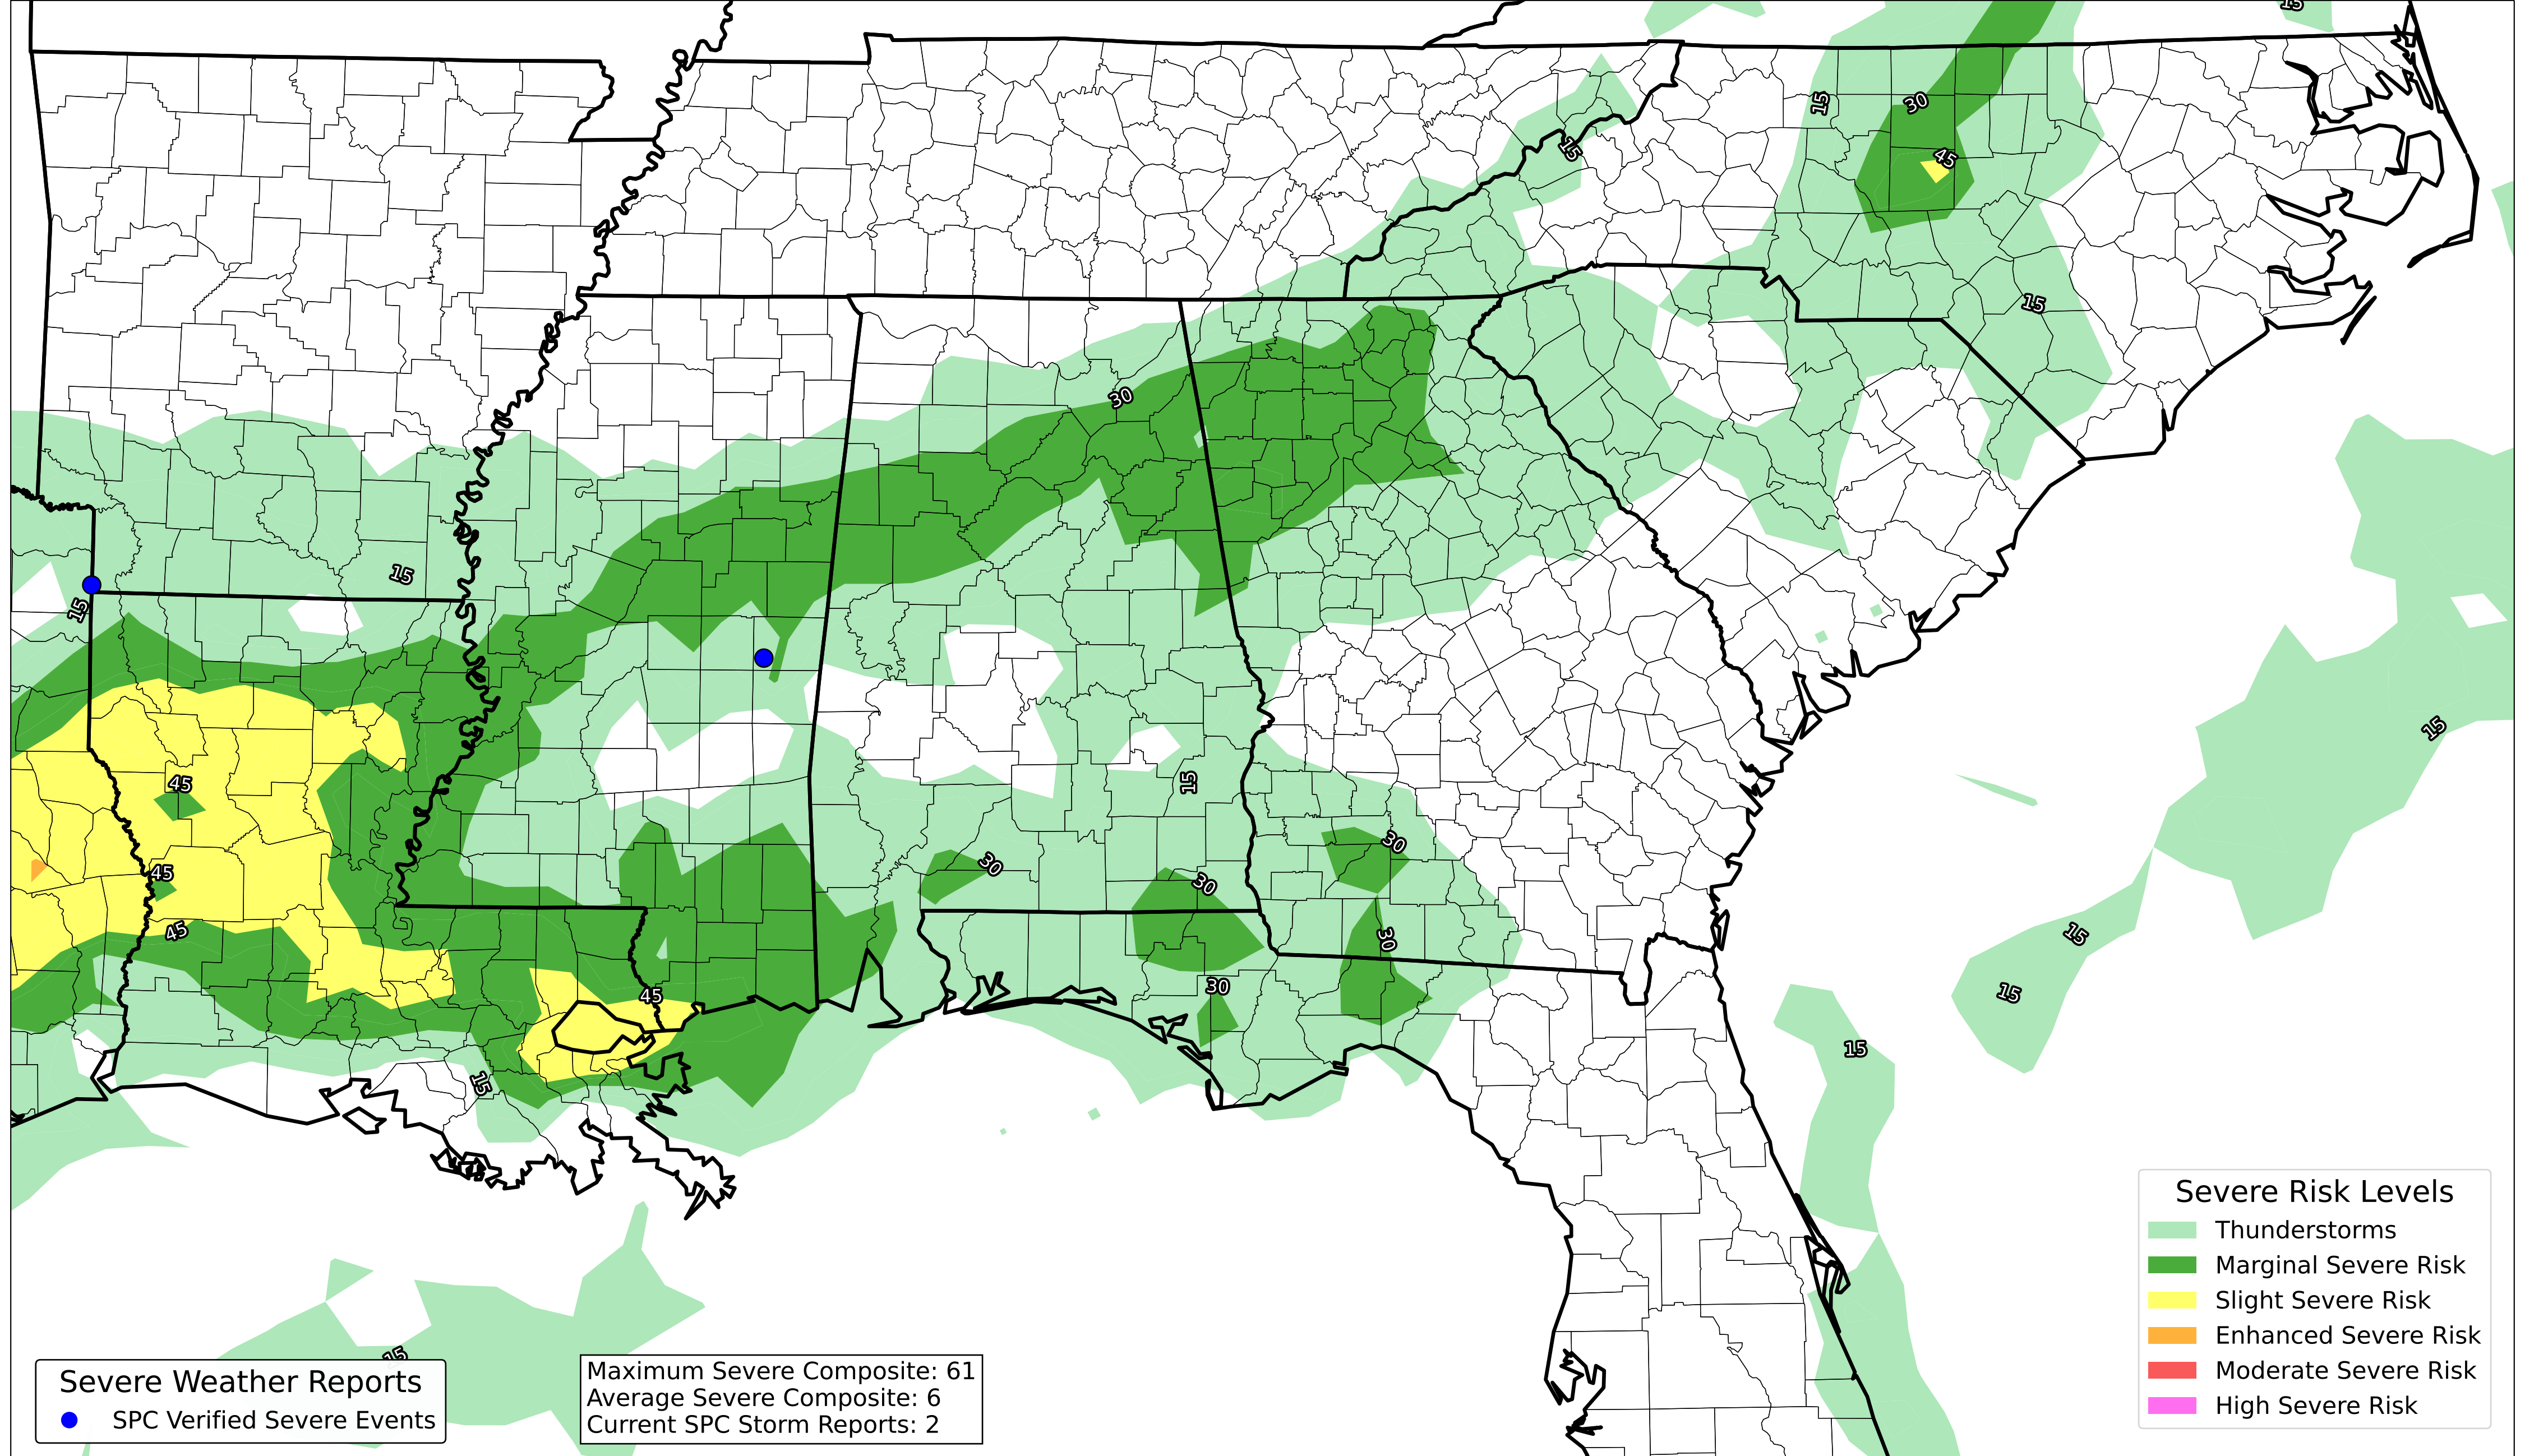 15
15
30
45
15
15
30
15
15
15
15
45
30
30
45
30
45
30
15
15
30
45
15
15
15
Severe Risk Levels
Thunderstorms
Marginal Severe Risk
Slight Severe Risk
Enhanced Severe Risk
Moderate Severe Risk
High Severe Risk
15
Severe Weather Reports
SPC Verified Severe Events
Maximum Severe Composite: 61
Average Severe Composite: 6
Current SPC Storm Reports: 2